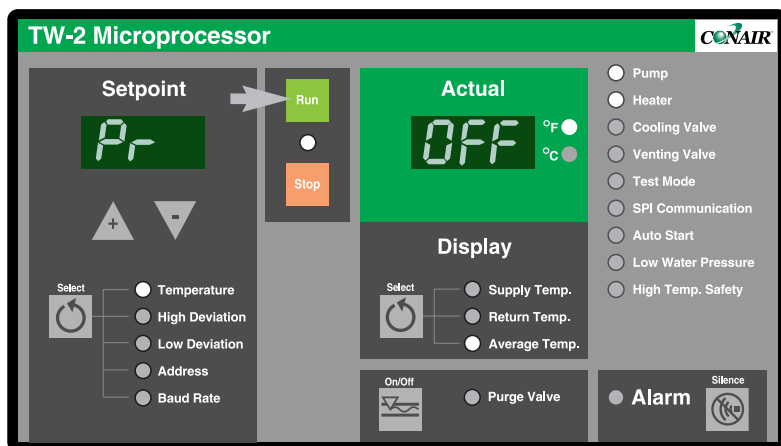 TW-2 Microprocessor
CONAIR
Setpoint
Pr
+
-
Select
Temperature
High Deviation
Low Deviation
Address
Baud Rate
Run
Stop
Actual
OFF
°F
°C
Display
Select
Supply Temp.
Return Temp.
Average Temp.
On/Off
Purge Valve
Pump
Heater
Cooling Valve
Venting Valve
Test Mode
SPI Communication
Auto Start
Low Water Pressure
High Temp. Safety
Alarm
Silence